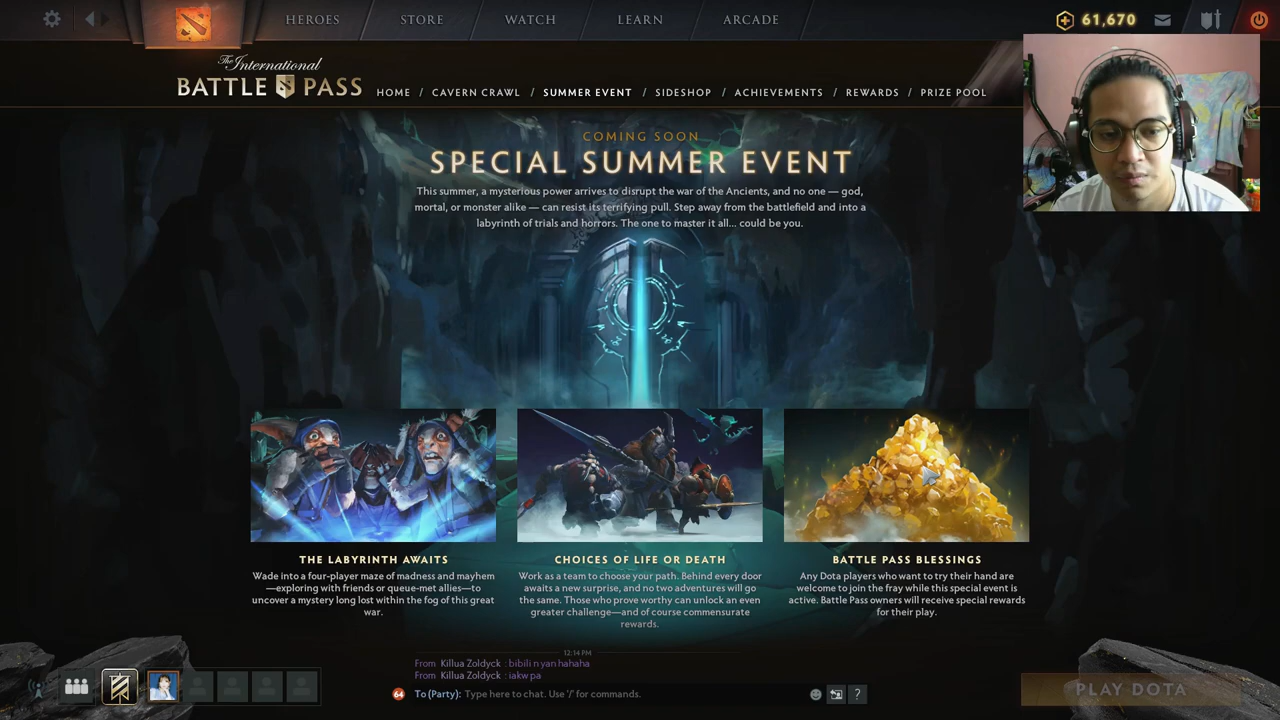 HEROES
STORE
WATCH
LEARN
ARCADE
61,670
The International
BATTLE PASS
HOME / CAVERN CRAWL / SUMMER EVENT / SIDESHOP / ACHIEVEMENTS / REWARDS / PRIZE POOL
COMING SOON
SPECIAL SUMMER EVENT
This summer, a mysterious power arrives to disrupt the war of the Ancients, and no one — god,
mortal, or monster alike — can resist its terrifying pull. Step away from the battlefield and into a
labyrinth of trials and horrors. The one to master it all... could be you.
THE LABYRINTH AWAITS
Wade into a four-player maze of madness and mayhem
—exploring with friends or queue-met allies—to
uncover a mystery long lost within the fog of this great
war.
CHOICES OF LIFE OR DEATH
Work as a team to choose your path. Behind every door
awaits a new surprise, and no two adventures will go
the same. Those who prove worthy can unlock an even
greater challenge—and of course commensurate
rewards.
BATTLE PASS BLESSINGS
Any Dota players who want to try their hand are
welcome to join the fray while this special event is
active. Battle Pass owners will receive special rewards
for their play.
12:14 PM
From Killua Zoldyck : bibili n yan hahaha
From Killua Zoldyck : iakw pa
64
To (Party): Type here to chat. Use '/' for commands.
?
PLAY DOTA